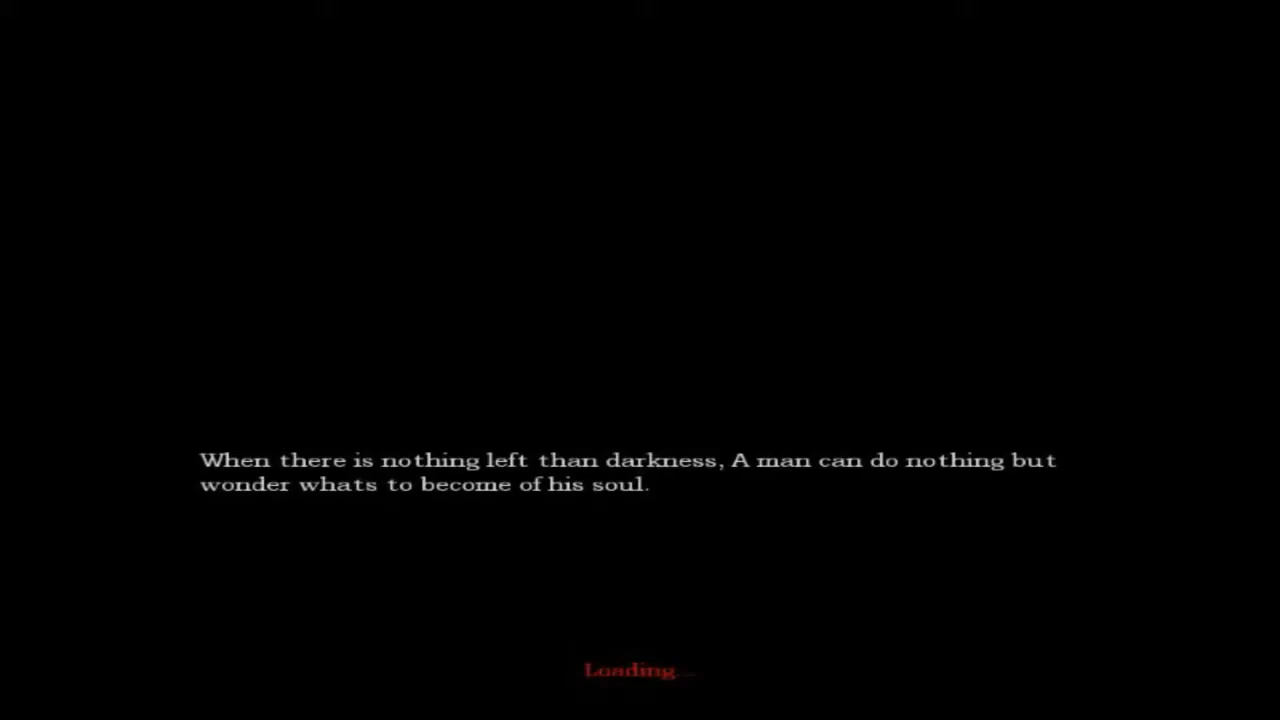 When there is nothing left than darkness, A man can do nothing but
wonder whats to become of his soul.
Loading...